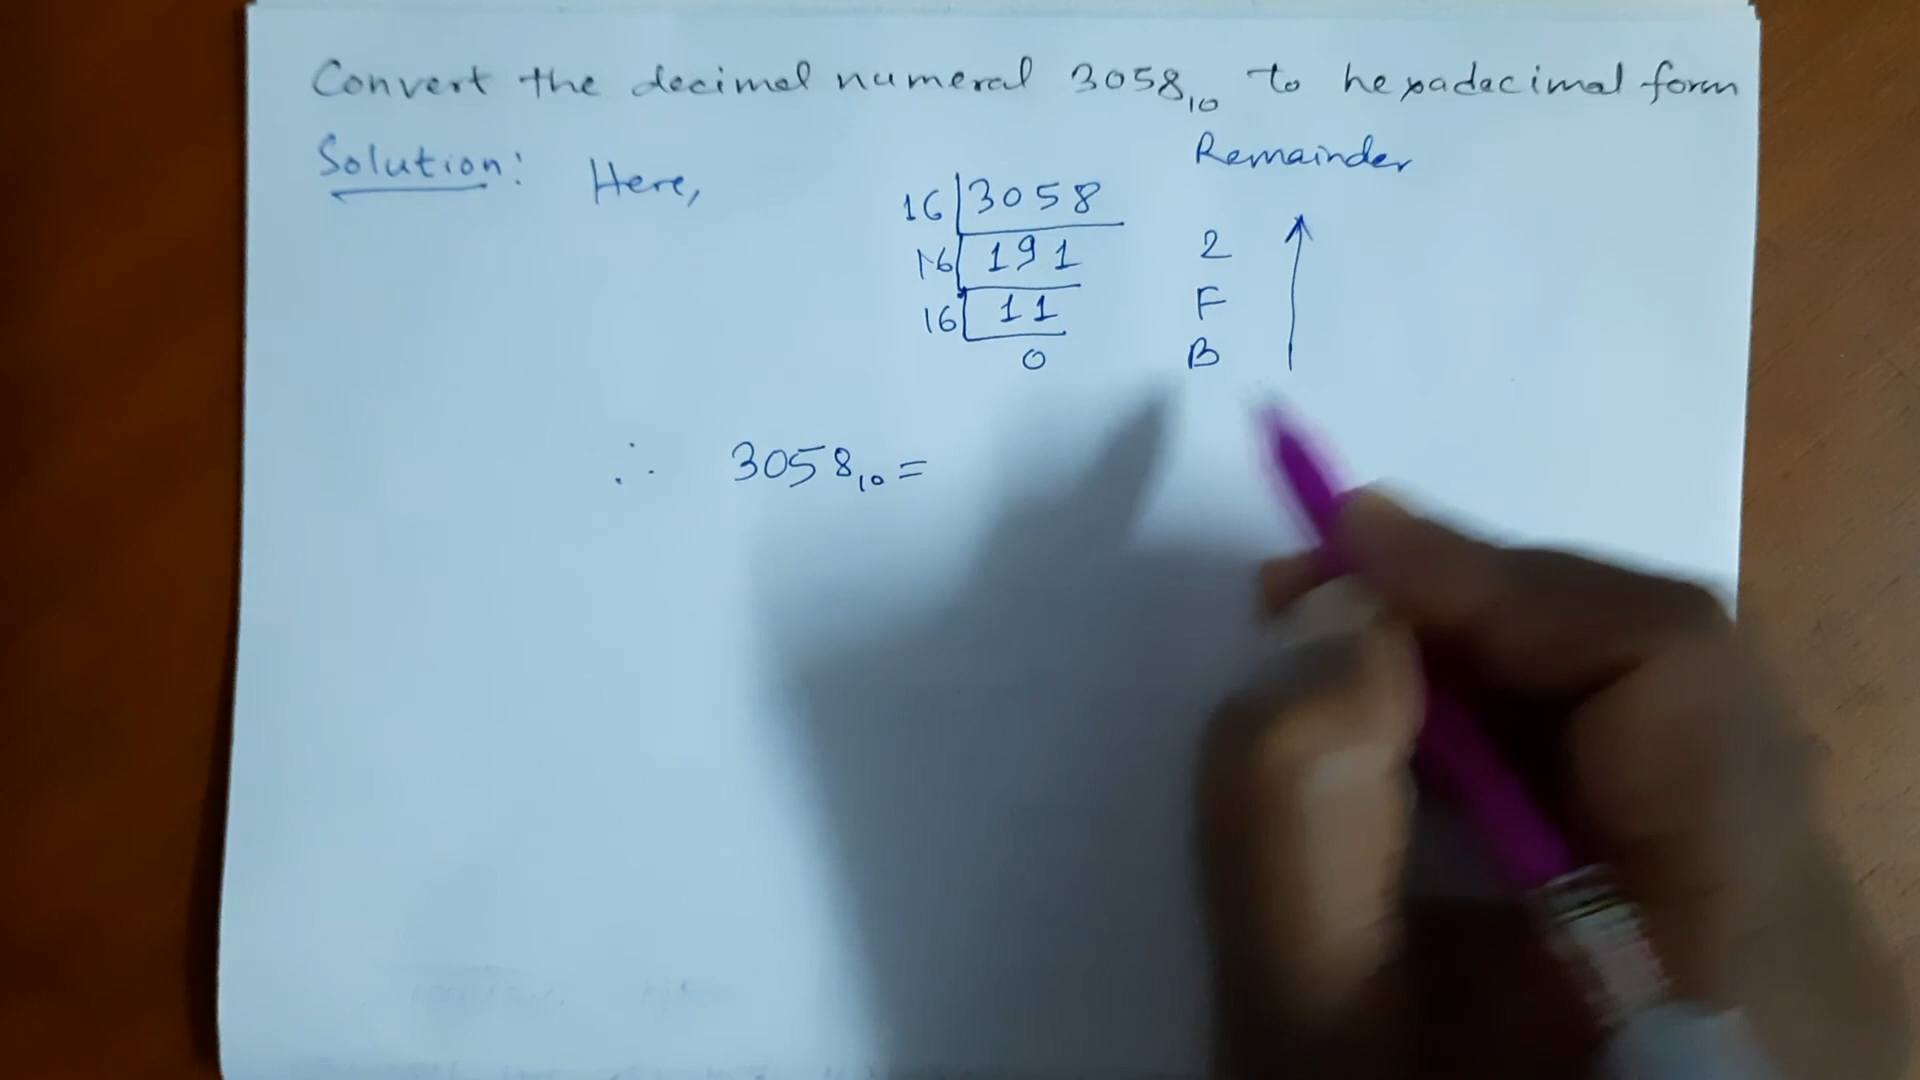 Convert the decimal numeral 3058₁₀ to hexadecimal form
Solution: Here,
Remainder
16 3058
16 191 2
16 11 F
0 B
∴ 3058₁₀ =